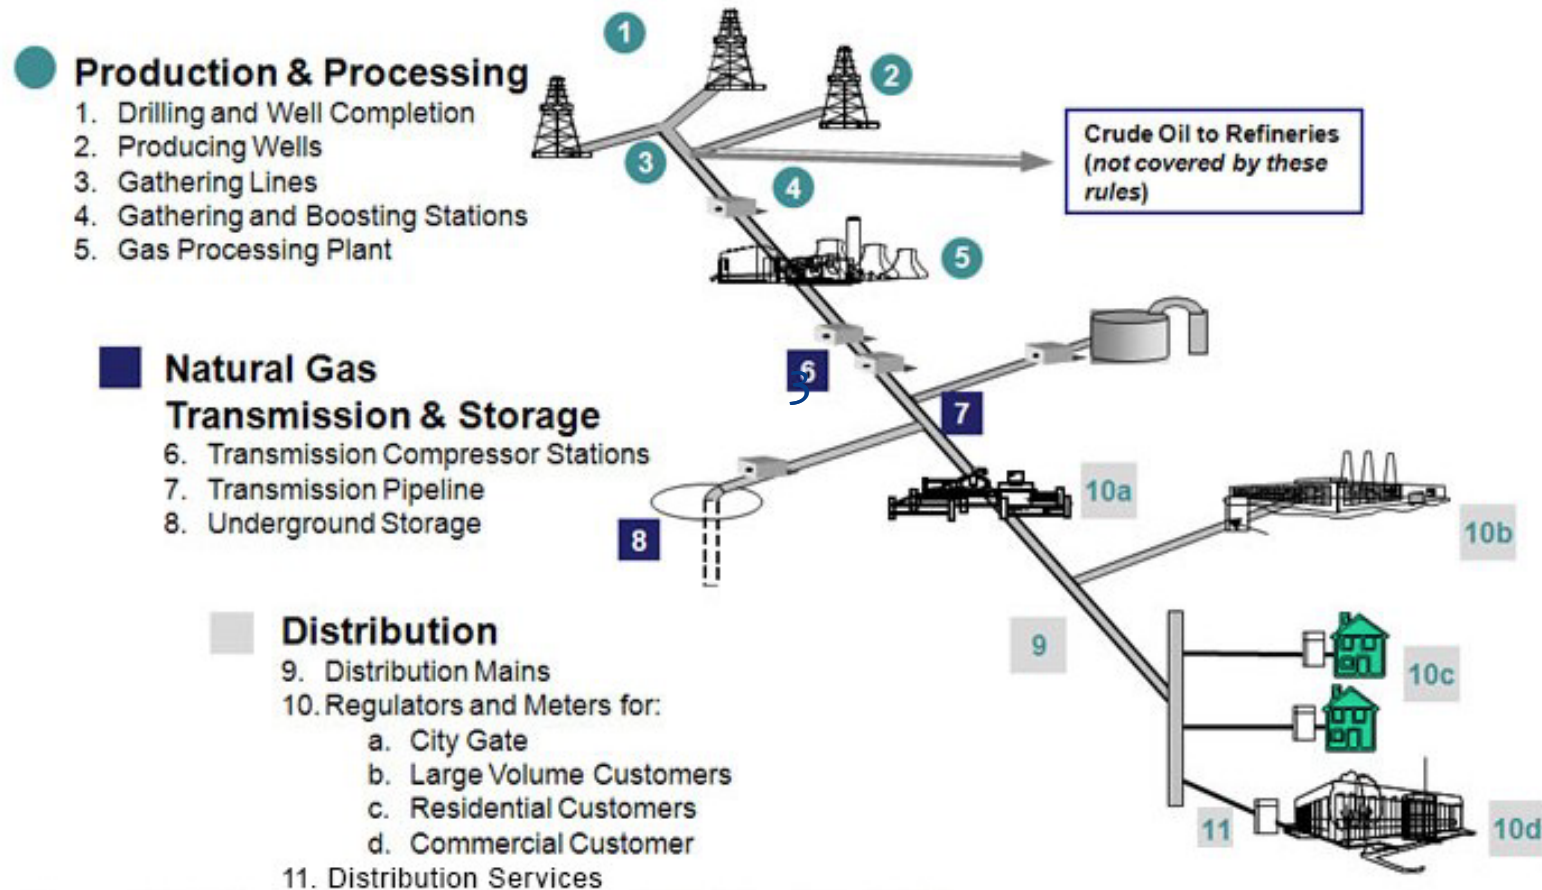 Production & Processing
1. Drilling and Well Completion
2. Producing Wells
3. Gathering Lines
4. Gathering and Boosting Stations
5. Gas Processing Plant
Natural Gas
Transmission & Storage
6. Transmission Compressor Stations
7. Transmission Pipeline
8. Underground Storage
Distribution
9. Distribution Mains
10. Regulators and Meters for:
a. City Gate
b. Large Volume Customers
c. Residential Customers
d. Commercial Customer
11. Distribution Services
1
2
3
4
Crude Oil to Refineries
(not covered by these
rules)
5
6
7
8
10a
10b
9
10c
11
10d